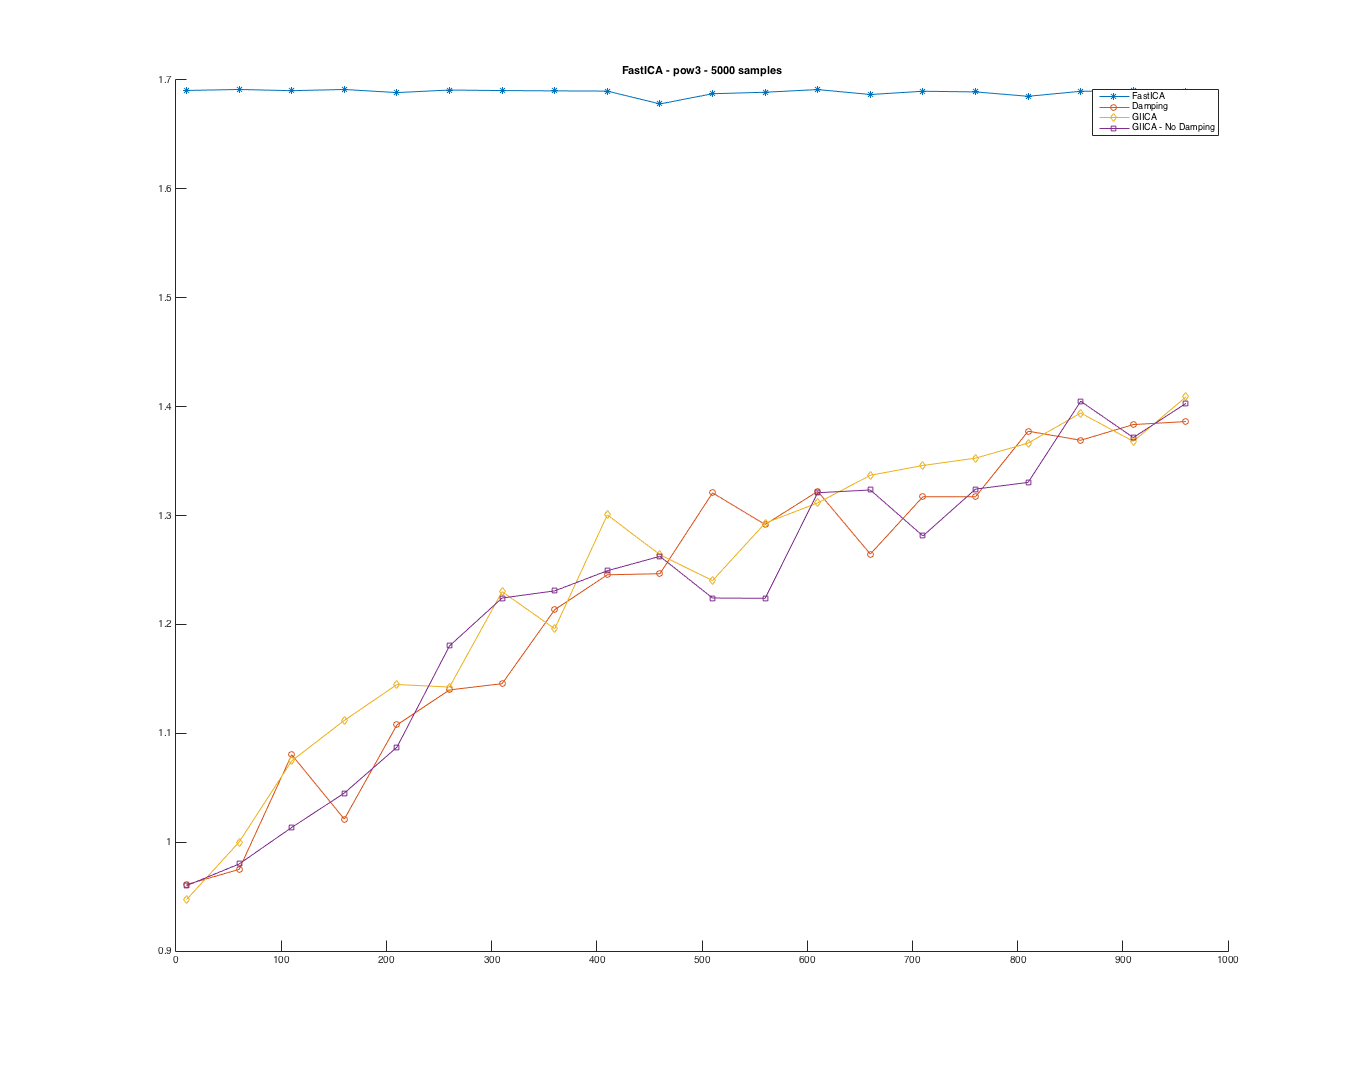 FastICA - pow3 - 5000 samples
1.7
FastICA
Damping
GIICA
GIICA - No Damping
1.6
1.5
1.4
1.3
1.2
1.1
1
0.9
0 100 200 300 400 500 600 700 800 900 1000